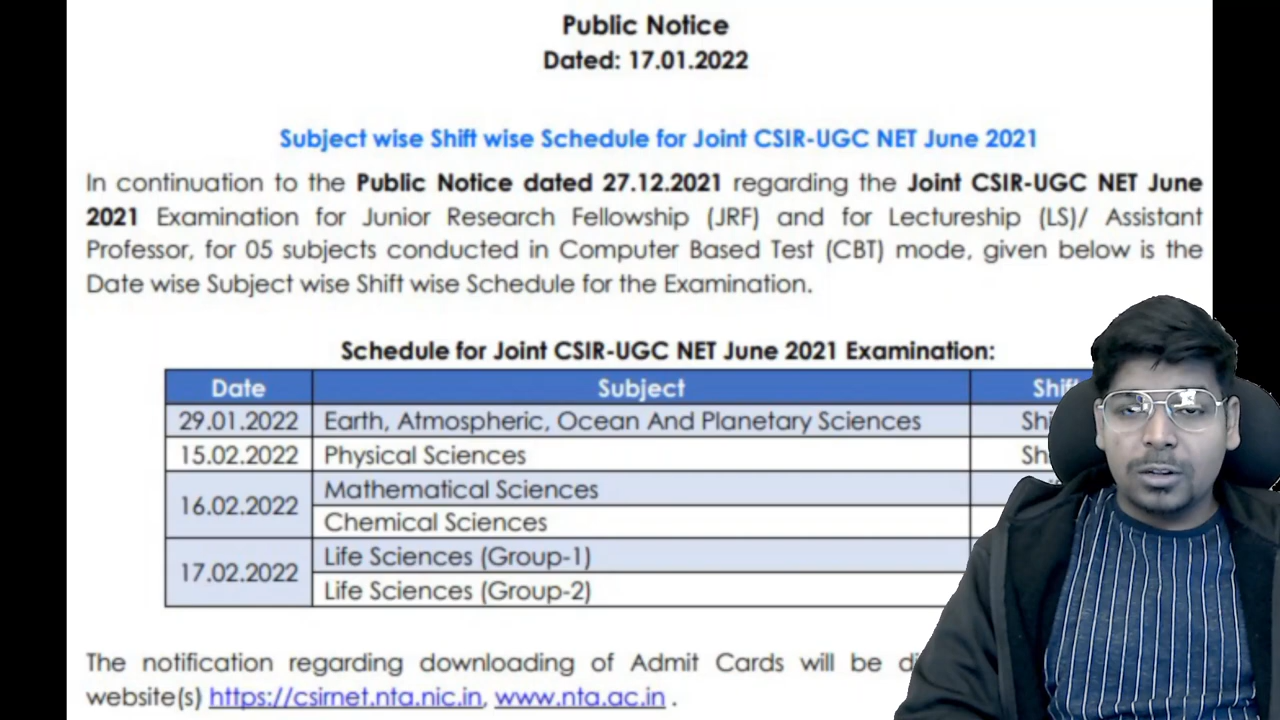 Public Notice
Dated: 17.01.2022
Subject wise Shift wise Schedule for Joint CSIR-UGC NET June 2021
In continuation to the Public Notice dated 27.12.2021 regarding the Joint CSIR-UGC NET June
2021 Examination for Junior Research Fellowship (JRF) and for Lectureship (LS)/ Assistant
Professor, for 05 subjects conducted in Computer Based Test (CBT) mode, given below is the
Date wise Subject wise Shift wise Schedule for the Examination.
Schedule for Joint CSIR-UGC NET June 2021 Examination:
Date Subject
29.01.2022 Earth, Atmospheric, Ocean And Planetary Sciences
15.02.2022 Physical Sciences
16.02.2022 Mathematical Sciences
Chemical Sciences
17.02.2022 Life Sciences (Group-1)
Life Sciences (Group-2)
The notification regarding downloading of Admit Cards will be
website(s) https://csirnet.nta.nic.in, www.nta.ac.in .